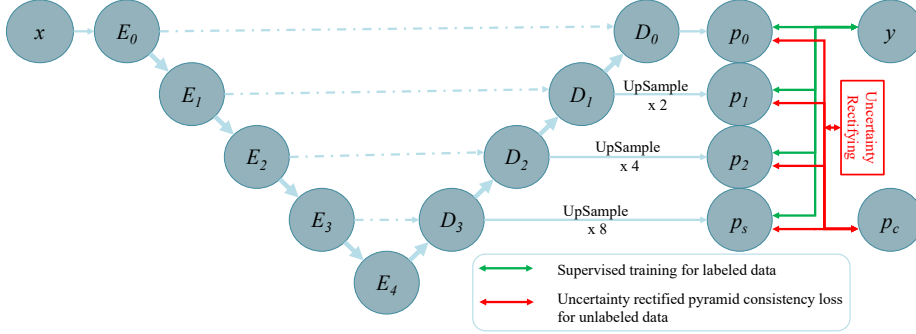 x
E0
D0
p0
y
E1
D1
UpSample
x 2
p1
Uncertainty
Rectifying
E2
D2
UpSample
x 4
p2
E3
D3
UpSample
x 8
ps
pc
E4
Supervised training for labeled data
Uncertainty rectified pyramid consistency loss
for unlabeled data